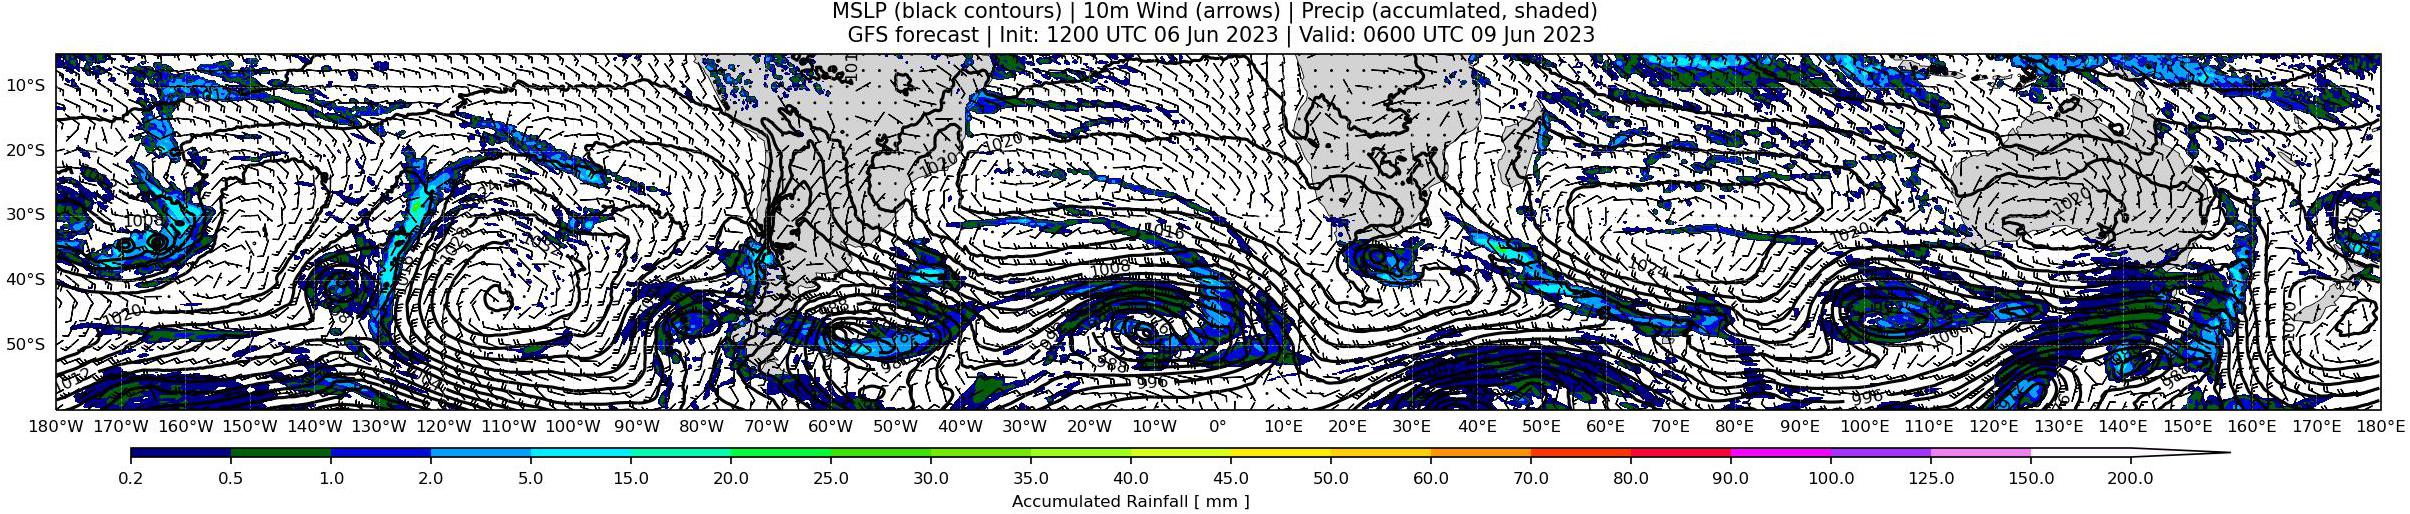 MSLP (black contours) | 10m Wind (arrows) | Precip (accumlated, shaded)
GFS forecast | Init: 1200 UTC 06 Jun 2023 | Valid: 0600 UTC 09 Jun 2023
10°S
20°S
30°S
40°S
50°S
1020
1020
1008
1020
1016
1020
1008
1020
1024
988
996
996
1020
1012
180°W 170°W 160°W 150°W 140°W 130°W 120°W 110°W 100°W 90°W 80°W 70°W 60°W 50°W 40°W 30°W 20°W 10°W 0° 10°E 20°E 30°E 40°E 50°E 60°E 70°E 80°E 90°E 100°E 110°E 120°E 130°E 140°E 150°E 160°E 170°E 180°E
0.2 0.5 1.0 2.0 5.0 15.0 20.0 25.0 30.0 35.0 40.0 45.0 50.0 60.0 70.0 80.0 90.0 100.0 125.0 150.0 200.0
Accumulated Rainfall [ mm ]